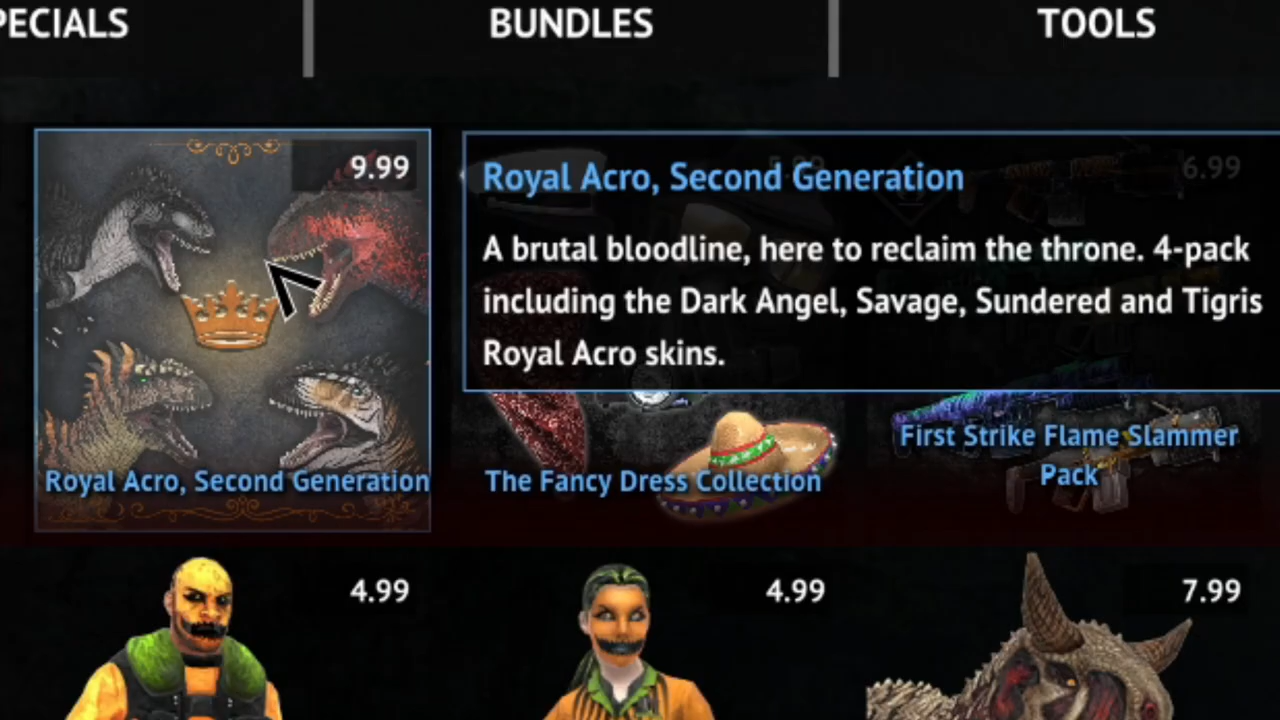 PECIALS
BUNDLES
TOOLS
9.99
Royal Acro, Second Generation
A brutal bloodline, here to reclaim the throne. 4-pack
including the Dark Angel, Savage, Sundered and Tigris
Royal Acro skins.
5.99
6.99
Royal Acro, Second Generation
The Fancy Dress Collection
First Strike Flame Slammer
Pack
4.99
4.99
7.99